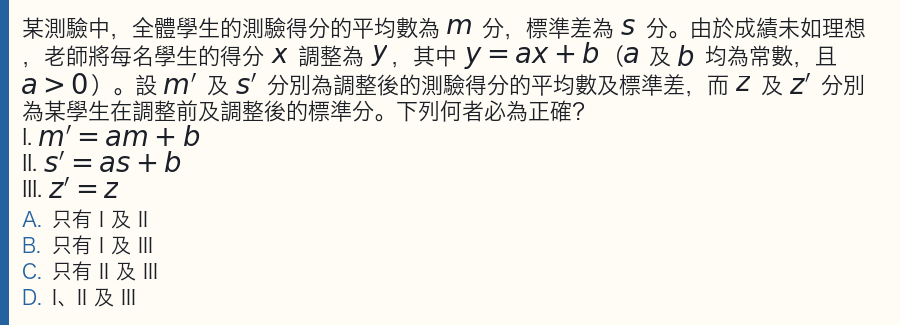 某測驗中，全體學生的測驗得分的平均數為 m 分，標準差為 s 分。由於成績未如理想
，老師將每名學生的得分 x 調整為 y，其中 y = ax + b（a 及 b 均為常數，且
a > 0）。設 m′ 及 s′ 分別為調整後的測驗得分的平均數及標準差，而 z 及 z′ 分別
為某學生在調整前及調整後的標準分。下列何者必為正確？
I. m′ = am + b
II. s′ = as + b
III. z′ = z
A. 只有 I 及 II
B. 只有 I 及 III
C. 只有 II 及 III
D. I、II 及 III